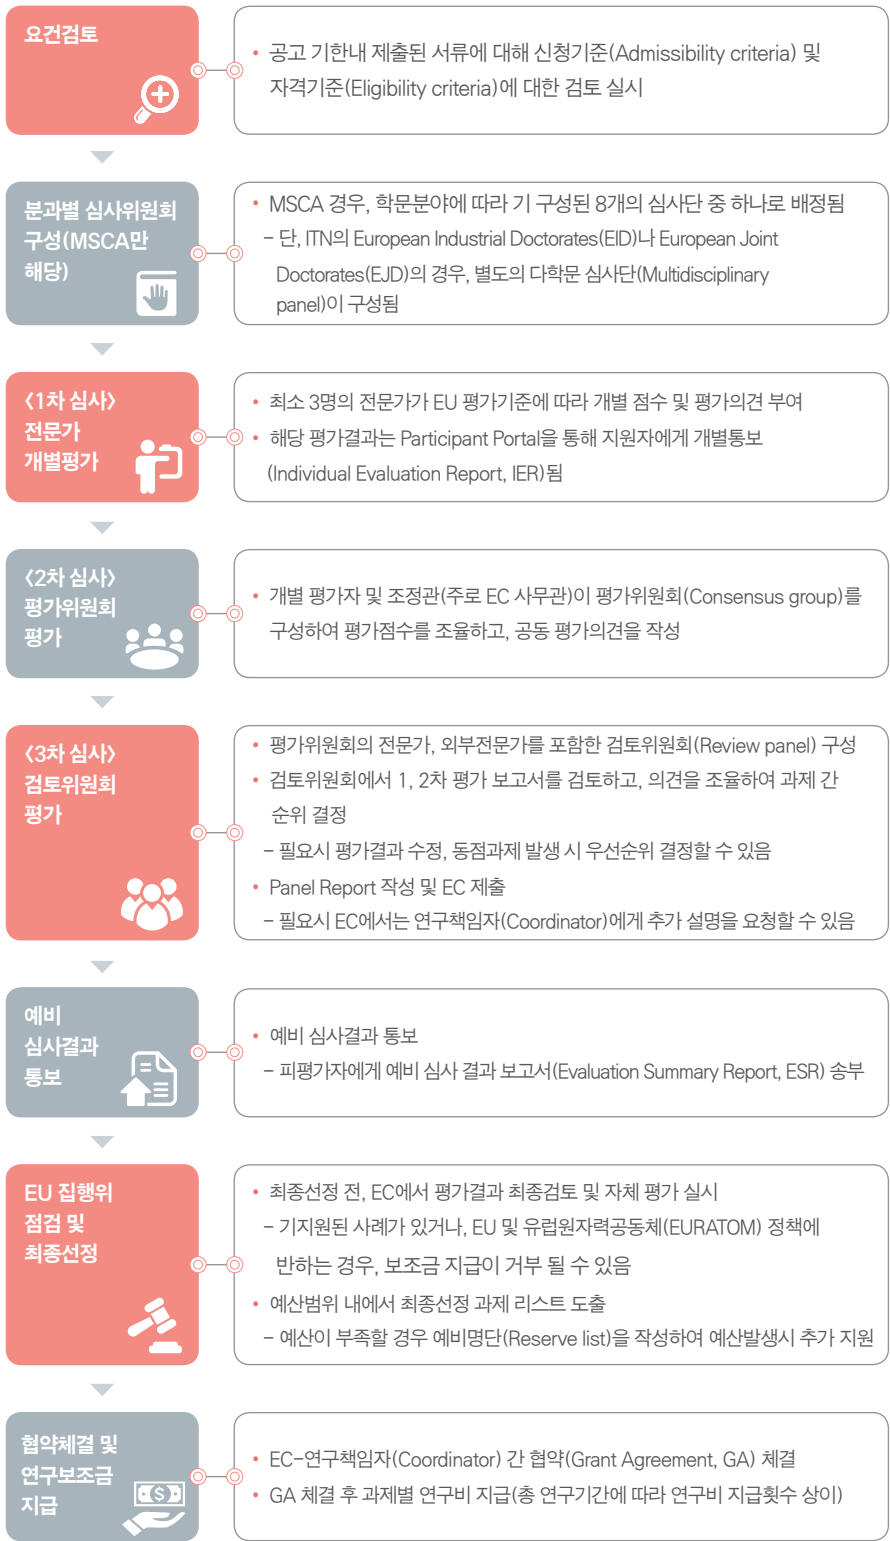 요건검토
• 공고 기한내 제출된 서류에 대해 신청기준(Admissibility criteria) 및
자격기준(Eligibility criteria)에 대한 검토 실시
분과별 심사위원회
구성(MSCA만
해당)
• MSCA 경우, 학문분야에 따라 기 구성된 8개의 심사단 중 하나로 배정됨
- 단, ITN의 European Industrial Doctorates(EID)나 European Joint
Doctorates(EJD)의 경우, 별도의 다학문 심사단(Multidisciplinary
panel)이 구성됨
〈1차 심사〉
전문가
개별평가
• 최소 3명의 전문가가 EU 평가기준에 따라 개별 점수 및 평가의견 부여
• 해당 평가결과는 Participant Portal을 통해 지원자에게 개별통보
(Individual Evaluation Report, IER)됨
〈2차 심사〉
평가위원회
평가
• 개별 평가자 및 조정관(주로 EC 사무관)이 평가위원회(Consensus group)를
구성하여 평가점수를 조율하고, 공동 평가의견을 작성
〈3차 심사〉
검토위원회
평가
• 평가위원회의 전문가, 외부전문가를 포함한 검토위원회(Review panel) 구성
• 검토위원회에서 1, 2차 평가 보고서를 검토하고, 의견을 조율하여 과제 간
순위 결정
- 필요시 평가결과 수정, 동점과제 발생 시 우선순위 결정할 수 있음
• Panel Report 작성 및 EC 제출
- 필요시 EC에서는 연구책임자(Coordinator)에게 추가 설명을 요청할 수 있음
예비
심사결과
통보
• 예비 심사결과 통보
- 피평가자에게 예비 심사 결과 보고서(Evaluation Summary Report, ESR) 송부
EU 집행위
점검 및
최종선정
• 최종선정 전, EC에서 평가결과 최종검토 및 자체 평가 실시
- 기지원된 사례가 있거나, EU 및 유럽원자력공동체(EURATOM) 정책에
반하는 경우, 보조금 지급이 거부 될 수 있음
• 예산범위 내에서 최종선정 과제 리스트 도출
- 예산이 부족할 경우 예비명단(Reserve list)을 작성하여 예산발생시 추가 지원
협약체결 및
연구보조금
지급
• EC-연구책임자(Coordinator) 간 협약(Grant Agreement, GA) 체결
• GA 체결 후 과제별 연구비 지급(총 연구기간에 따라 연구비 지급횟수 상이)